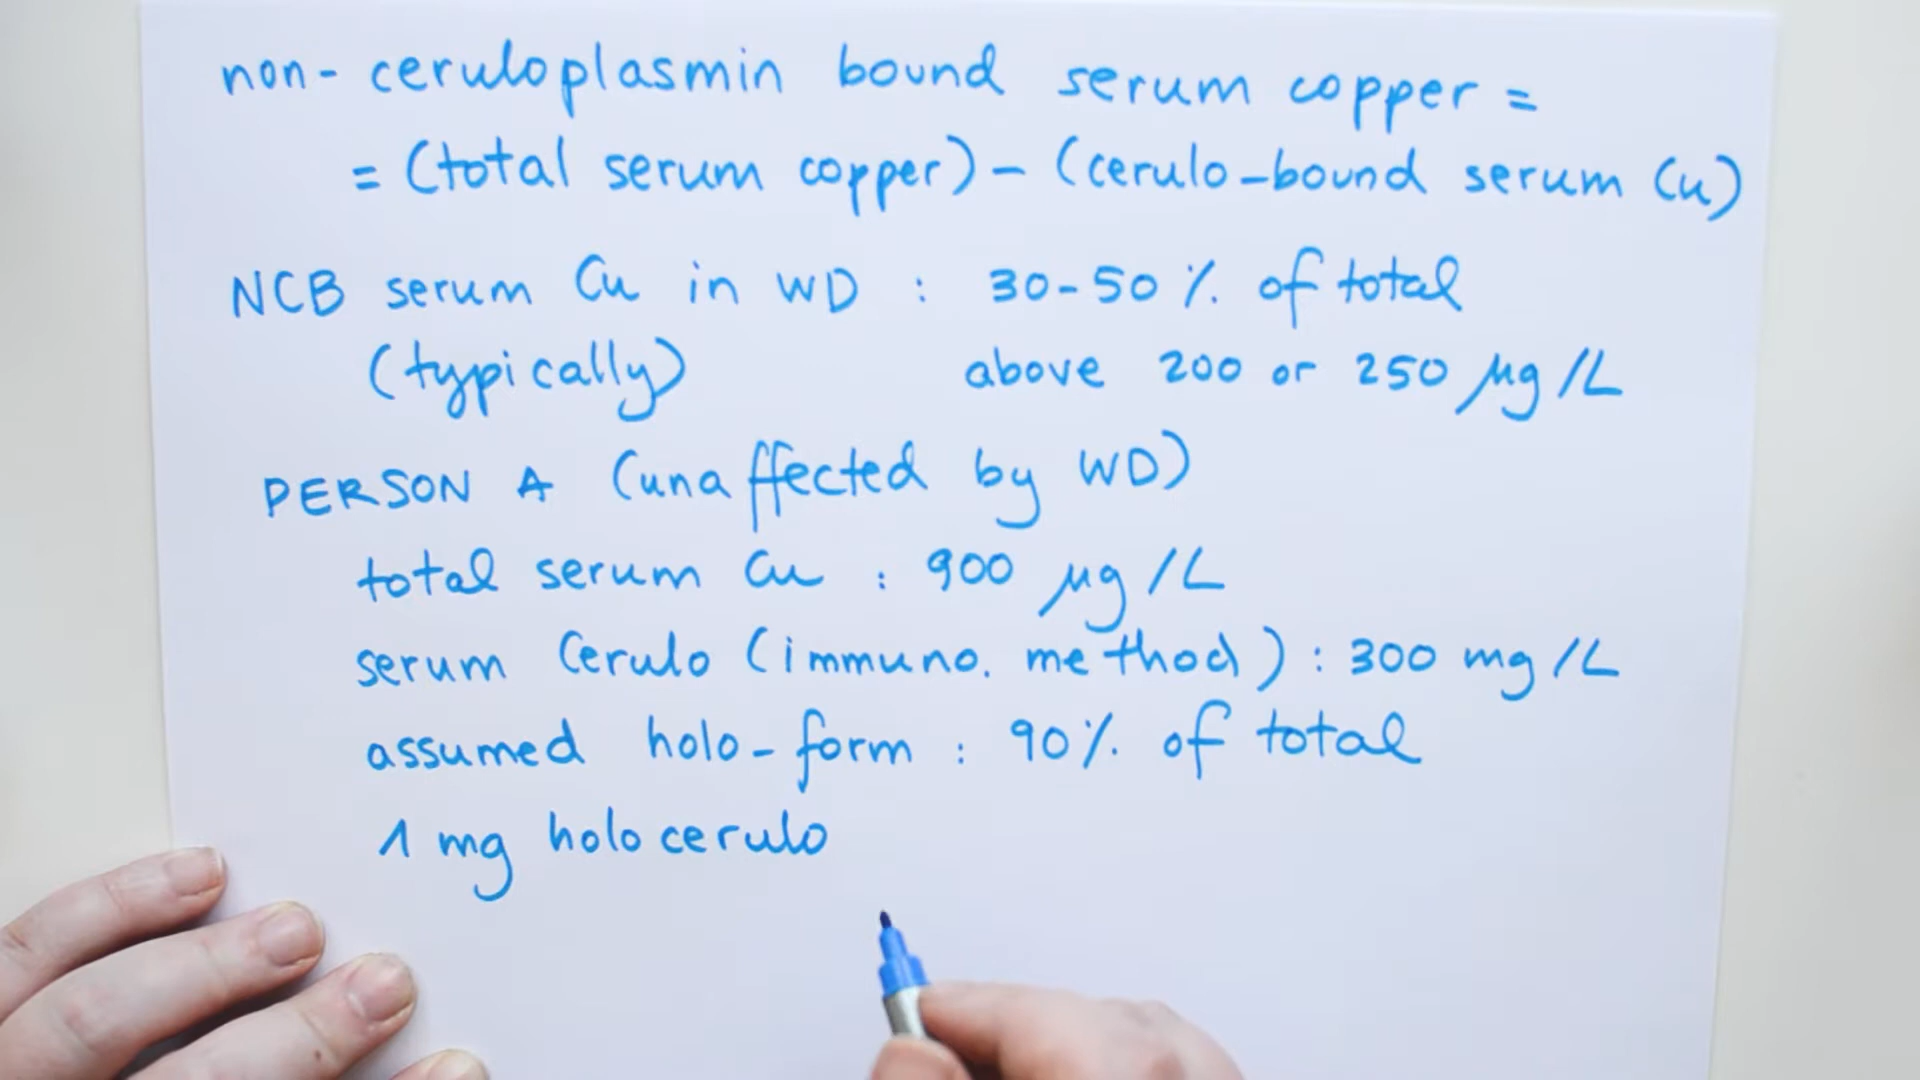 non-ceruloplasmin bound serum copper =
= (total serum copper) - (cerulo-bound serum Cu)
NCB serum Cu in WD : 30-50% of total
(typically) above 200 or 250 μg/L
PERSON A (unaffected by WD)
total serum Cu : 900 μg/L
serum Cerulo (immuno. method) : 300 mg/L
assumed holo-form : 90% of total
1 mg holo cerulo